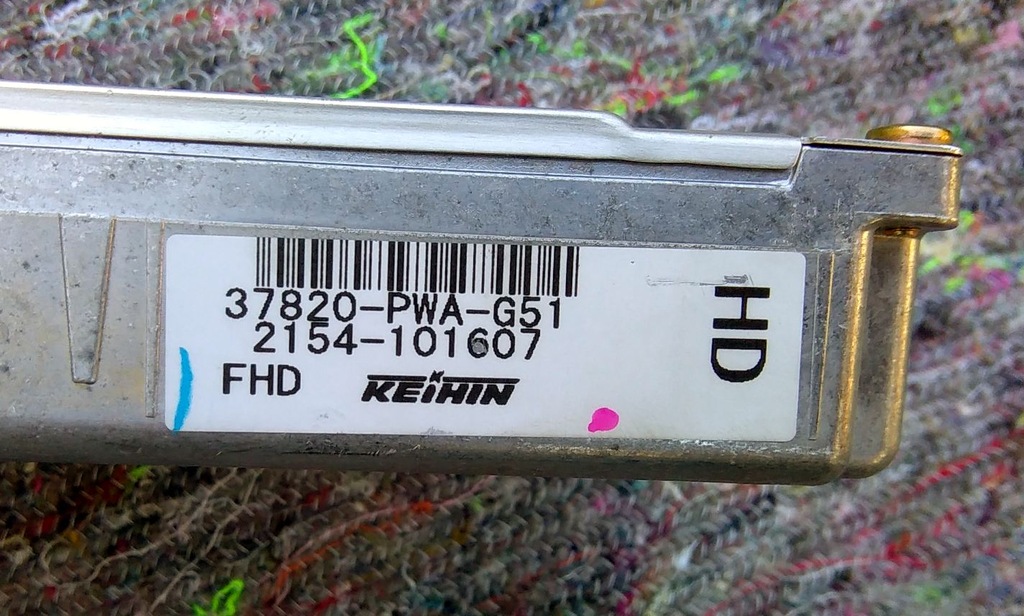 37820-PWA-G51
2154-101607
FHD
KEIHIN
HD